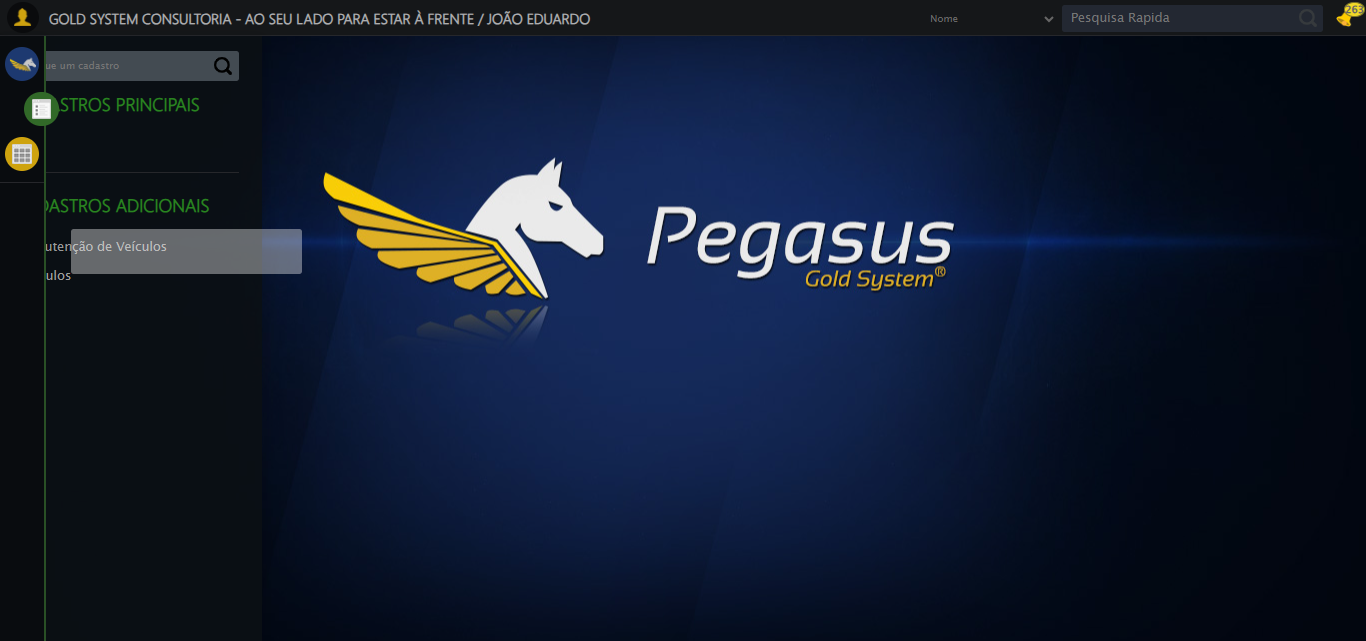 GOLD SYSTEM CONSULTORIA - AO SEU LADO PARA ESTAR À FRENTE / JOÃO EDUARDO
Nome
Pesquisa Rapida
263
ue um cadastro
ASTROS PRINCIPAIS
DASTROS ADICIONAIS
utenção de Veículos
ulos
Pegasus
Gold System®